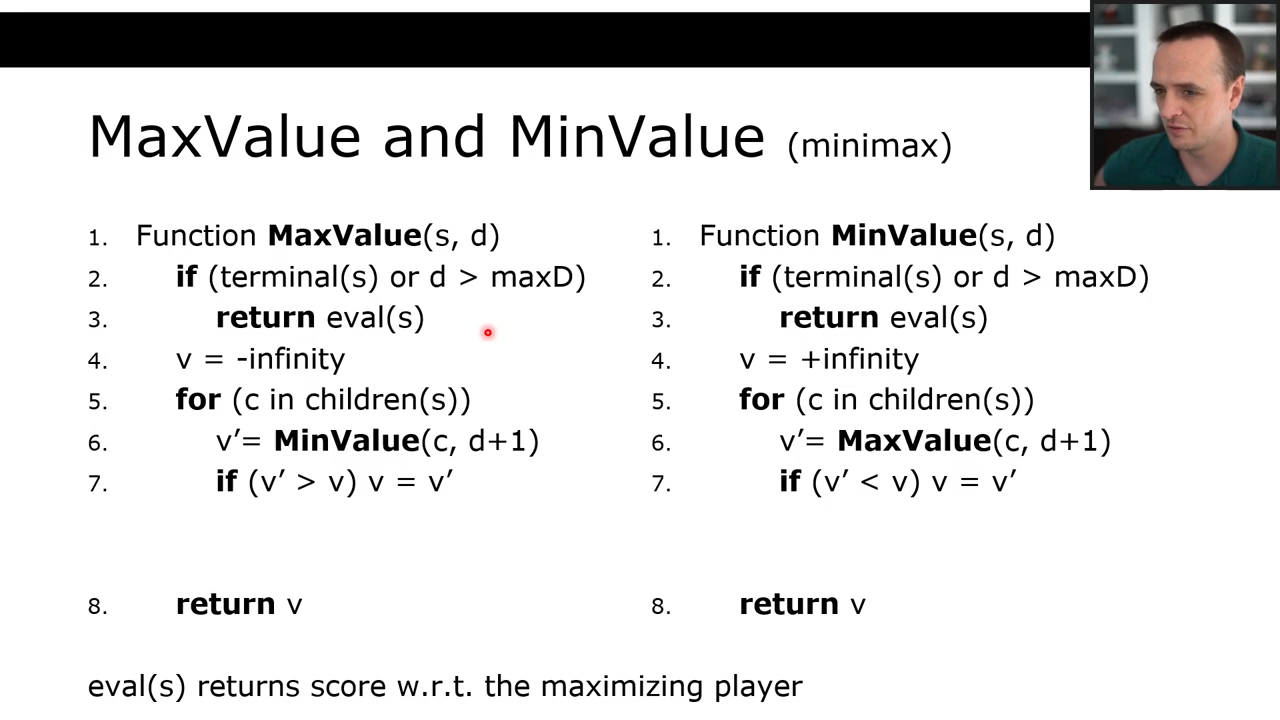 MaxValue and MinValue (minimax)
1. Function MaxValue(s, d)
2. if (terminal(s) or d > maxD)
3. return eval(s)
4. v = -infinity
5. for (c in children(s))
6. v’= MinValue(c, d+1)
7. if (v’ > v) v = v’
8. return v
1. Function MinValue(s, d)
2. if (terminal(s) or d > maxD)
3. return eval(s)
4. v = +infinity
5. for (c in children(s))
6. v’= MaxValue(c, d+1)
7. if (v’ < v) v = v’
8. return v
eval(s) returns score w.r.t. the maximizing player